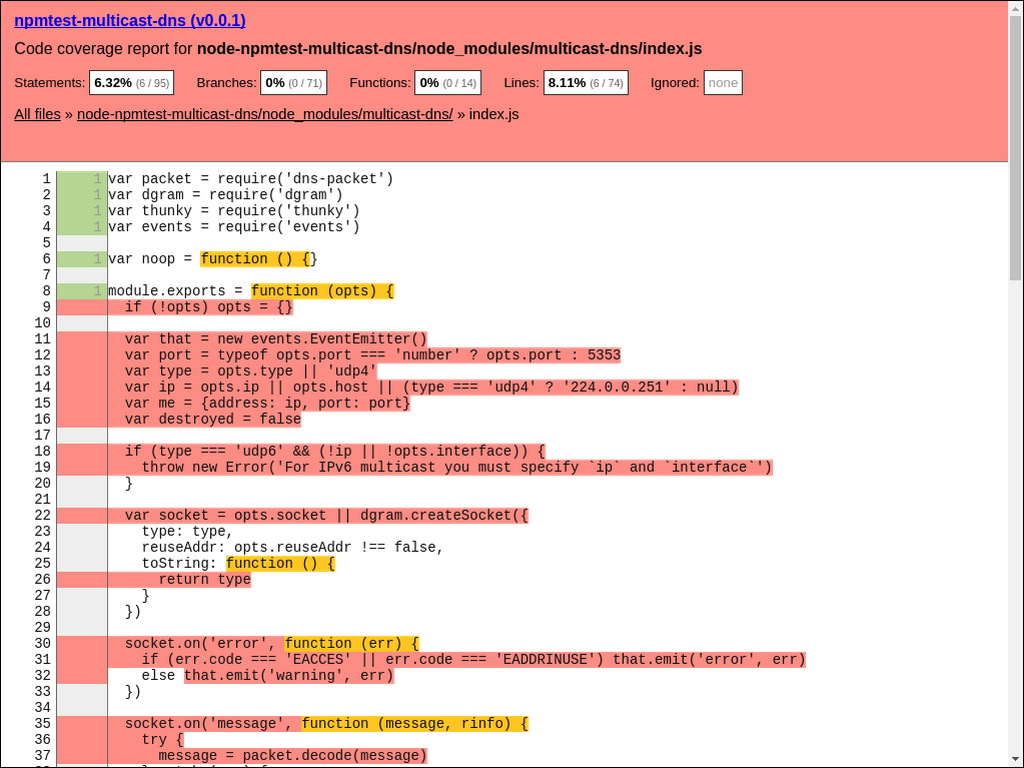 npmtest-multicast-dns (v0.0.1)
Code coverage report for node-npmtest-multicast-dns/node_modules/multicast-dns/index.js
Statements: 6.32% (6 / 95) Branches: 0% (0 / 71) Functions: 0% (0 / 14) Lines: 8.11% (6 / 74) Ignored: none
All files » node-npmtest-multicast-dns/node_modules/multicast-dns/ » index.js
1 1 var packet = require('dns-packet')
2 1 var dgram = require('dgram')
3 1 var thunky = require('thunky')
4 1 var events = require('events')
5
6 1 var noop = function () {}
7
8 1 module.exports = function (opts) {
9   if (!opts) opts = {}
10
11   var that = new events.EventEmitter()
12   var port = typeof opts.port === 'number' ? opts.port : 5353
13   var type = opts.type || 'udp4'
14   var ip = opts.ip || opts.host || (type === 'udp4' ? '224.0.0.251' : null)
15   var me = {address: ip, port: port}
16   var destroyed = false
17
18   if (type === 'udp6' && (!ip || !opts.interface)) {
19     throw new Error('For IPv6 multicast you must specify `ip` and `interface`')
20   }
21
22   var socket = opts.socket || dgram.createSocket({
23     type: type,
24     reuseAddr: opts.reuseAddr !== false,
25     toString: function () {
26       return type
27     }
28   })
29
30   socket.on('error', function (err) {
31     if (err.code === 'EACCES' || err.code === 'EADDRINUSE') that.emit('error', err)
32     else that.emit('warning', err)
33   })
34
35   socket.on('message', function (message, rinfo) {
36     try {
37       message = packet.decode(message)